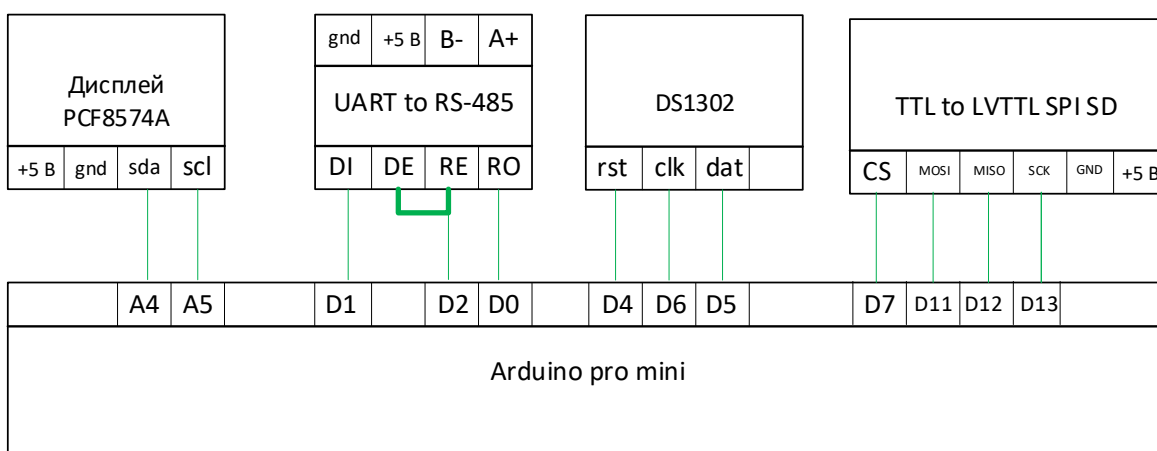 gnd +5 В B- A+
Дисплей
PCF8574A
UART to RS-485
DS1302
TTL to LVTTL SPI SD
+5 В gnd sda scl
DI DE RE RO
rst clk dat
CS MOSI MISO SCK GND +5 В
A4 A5 D1 D2 D0 D4 D6 D5 D7 D11 D12 D13
Arduino pro mini